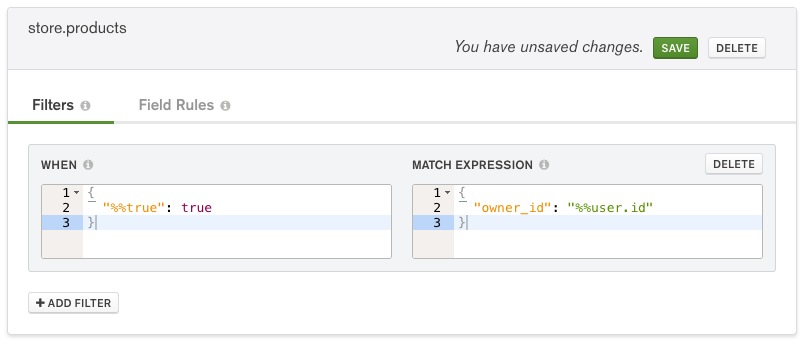 store.products
You have unsaved changes.
SAVE
DELETE
Filters
Field Rules
WHEN
MATCH EXPRESSION
DELETE
1 {
2 "%%true": true
3 }
1 {
2 "owner_id": "%%user.id"
3 }
+ ADD FILTER